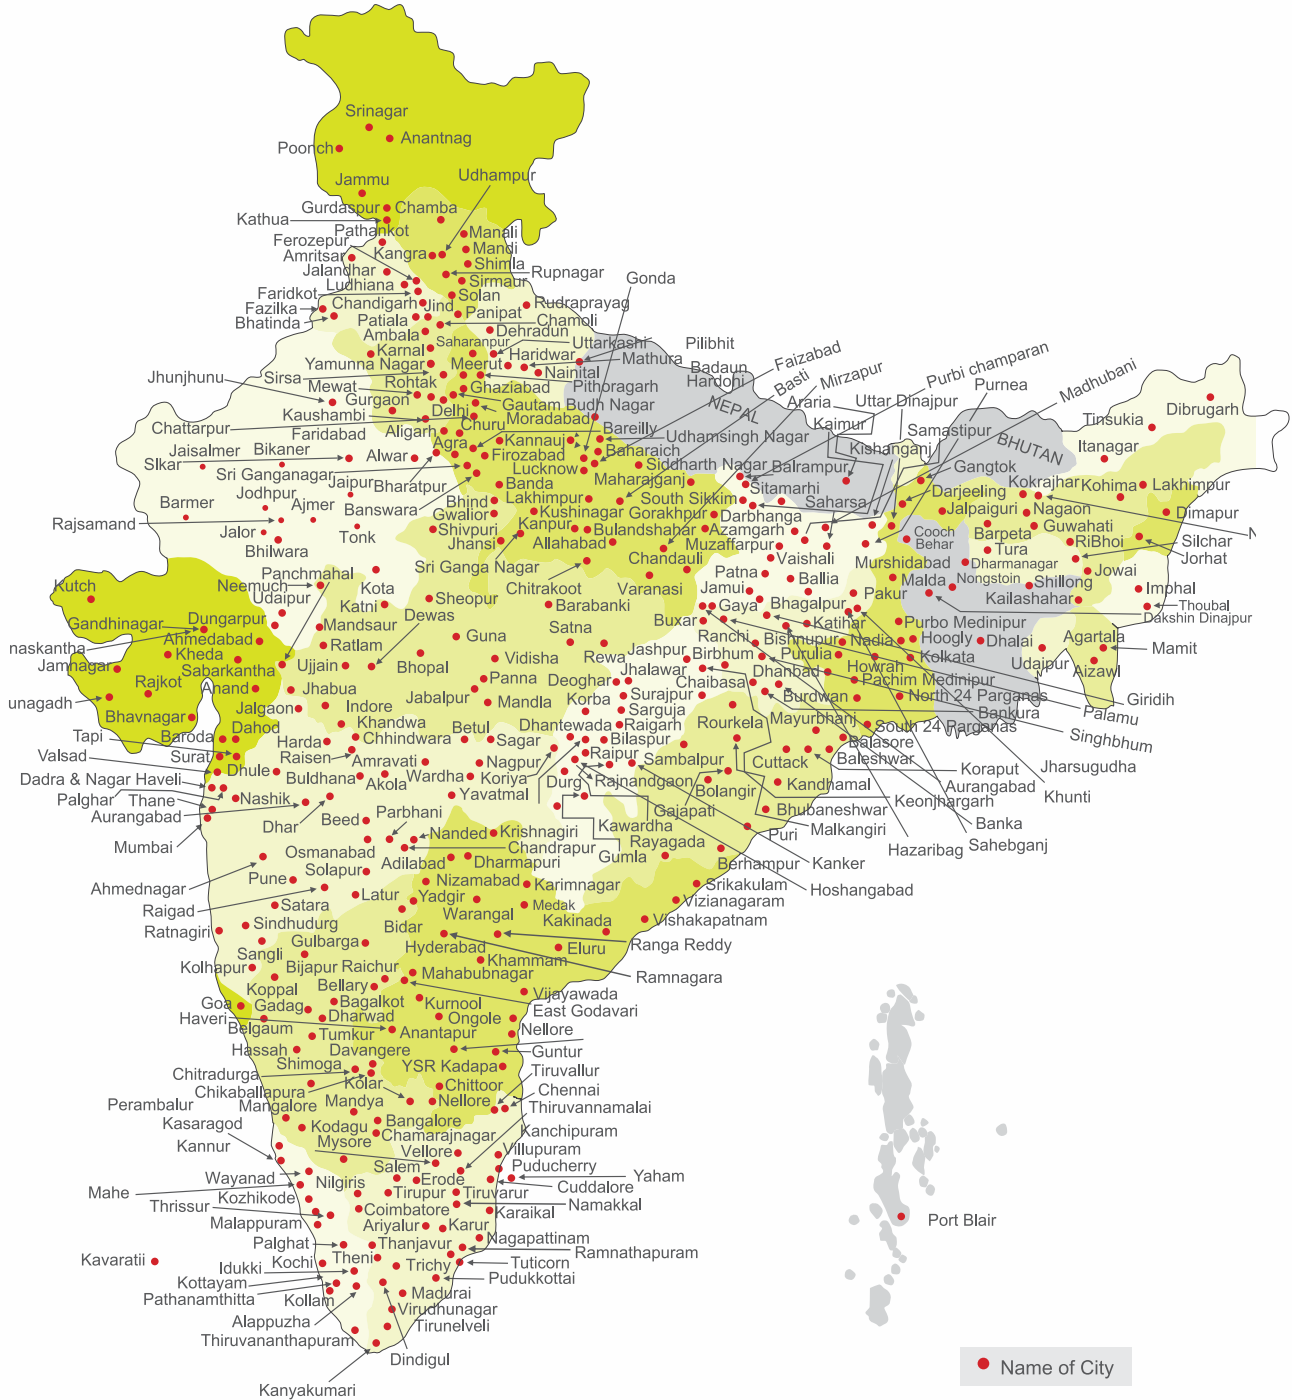 Srinagar
Anantnag
Poonch
Jammu
Udhampur
Gurdaspur
Chamba
Kathua
Pathankot
Manali
Ferozepur
Mandi
Amritsar
Kangra
Shimla
Jalandhar
Rupnagar
Gonda
Ludhiana
Sirmaur
Faridkot
Solan
Fazilka
Chandigarh
Jind
Rudraprayag
Bhatinda
Patiala
Panipat
Chamoli
Ambala
Dehradun
Saharanpur
Uttarkashi
Pilibhit
Karnal
Haridwar
Mathura
Faizabad
Yamunna Nagar
Meerut
Nainital
Badaun
Basti
Mirzapur
Purbi champaran
Jhunjhunu
Sirsa
Rohtak
Pithoragarh
Hardohi
Purnea
Madhubani
Mewat
Ghaziabad
Araria
Uttar Dinajpur
Gurgaon
Gautam Budh Nagar
NEPAL
Dibrugarh
Kaushambi
Delhi
Moradabad
Kaimur
Samastipur
Tinsukia
Chattarpur
Faridabad
Churu
Bareilly
Kishanganj
BHUTAN
Itanagar
Jaisalmer
Bikaner
Aligarh
Kannauj
Udhamsingh Nagar
Agra
Firozabad
Baharaich
SIkar
Alwar
Lucknow
Siddharth Nagar
Balrampur
Gangtok
Sri Ganganagar
Bharatpur
Banda
Maharajganj
Sitamarhi
Kokrajhar
Kohima
Lakhimpur
Jodhpur
Jaipur
Darjeeling
Barmer
Ajmer
Banswara
Bhind
Lakhimpur
South Sikkim
Saharsa
Jalpaiguri
Nagaon
Dimapur
Rajsamand
Gwalior
Kushinagar
Gorakhpur
Darbhanga
Barpeta
Guwahati
N
Jalor
Tonk
Shivpuri
Kanpur
Bulandshahar
Azamgarh
Cooch
Behar
RiBhoi
Silchar
Bhilwara
Jhansi
Allahabad
Muzaffarpur
Tura
Jorhat
Chandauli
Vaishali
Murshidabad
Dharmanagar
Sri Ganga Nagar
Panchmahal
Patna
Jowai
Kutch
Neemuch
Kota
Chitrakoot
Varanasi
Jamui
Ballia
Malda
Nongstoin
Shillong
Imphal
Udaipur
Katni
Sheopur
Pakur
Kailashahar
Thoubal
Gandhinagar
Dungarpur
Dewas
Barabanki
Buxar
Gaya
Bhagalpur
Dakshin Dinajpur
Mandsaur
Katihar
Purbo Medinipur
naskantha
Ahmedabad
Ratlam
Guna
Satna
Ranchi
Bishnupur
Nadia
Hoogly
Dhalai
Agartala
Mamit
Kheda
Jashpur
Birbhum
Purulia
Kolkata
Jamnagar
Sabarkantha
Ujjain
Bhopal
Vidisha
Rewa
Jhalawar
Howrah
Udaipur
Aizawl
Rajkot
Anand
Jhabua
Jabalpur
Panna
Deoghar
Chaibasa
Dhanbad
Pachim Medinipur
unagadh
Jalgaon
Indore
Mandla
Korba
Surajpur
Burdwan
North 24 Parganas
Giridih
Bhavnagar
Khandwa
Sarguja
Bankura
Palamu
Baroda
Dahod
Betul
Dhantewada
Raigarh
Rourkela
Mayurbhanj
South 24 Parganas
Singhbhum
Tapi
Harda
Chhindwara
Sagar
Bilaspur
Balasore
Valsad
Surat
Raisen
Raipur
Sambalpur
Cuttack
Baleshwar
Jharsugudha
Amravati
Nagpur
Dadra & Nagar Haveli
Dhule
Buldhana
Akola
Wardha
Koriya
Durg
Rajnandgaon
Bolangir
Kandhamal
Koraput
Aurangabad
Palghar
Thane
Nashik
Yavatmal
Keonjhargarh
Khunti
Aurangabad
Parbhani
Gajapati
Bhubaneshwar
Dhar
Beed
Kawardha
Malkangiri
Banka
Mumbai
Nanded
Krishnagiri
Puri
Hazaribag
Sahebganj
Osmanabad
Chandrapur
Gumla
Rayagada
Adilabad
Dharmapuri
Berhampur
Kanker
Solapur
Ahmednagar
Pune
Nizamabad
Karimnagar
Srikakulam
Hoshangabad
Raigad
Latur
Yadgir
Medak
Vizianagaram
Satara
Warangal
Kakinada
Vishakapatnam
Ratnagiri
Sindhudurg
Bidar
Gulbarga
Hyderabad
Eluru
Ranga Reddy
Sangli
Khammam
Kolhapur
Bijapur
Raichur
Mahabubnagar
Ramnagara
Koppal
Bellary
Vijayawada
Goa
Gadag
Bagalkot
Kurnool
East Godavari
Haveri
Dharwad
Ongole
Belgaum
Tumkur
Anantapur
Nellore
Hassah
Davangere
Guntur
Shimoga
YSR Kadapa
Tiruvallur
Chitradurga
Kolar
Chittoor
Chikaballapura
Chennai
Perambalur
Mangalore
Mandya
Nellore
Thiruvannamalai
Kasaragod
Kodagu
Bangalore
Kanchipuram
Kannur
Mysore
Chamarajnagar
Vellore
Villupuram
Wayanad
Salem
Puducherry
Yaham
Mahe
Nilgiris
Erode
Cuddalore
Kozhikode
Tirupur
Tiruvarur
Thrissur
Namakkal
Coimbatore
Karaikal
Malappuram
Ariyalur
Karur
Port Blair
Palghat
Thanjavur
Nagapattinam
Ramnathapuram
Kavaratii
Kochi
Theni
Idukki
Trichy
Tuticorn
Kottayam
Pudukkottai
Pathanamthitta
Kollam
Madurai
Alappuzha
Virudhunagar
Thiruvananthapuram
Tirunelveli
Dindigul
Name of City
Kanyakumari